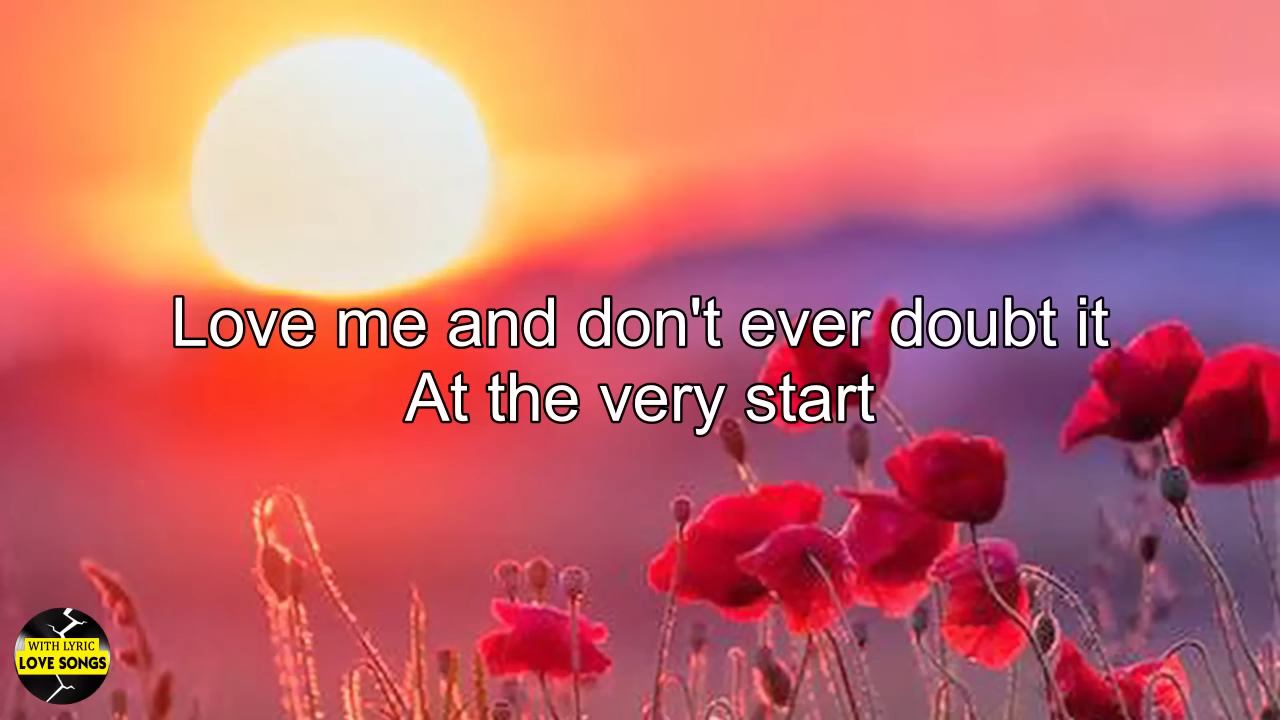 Love me and don't ever doubt it
At the very start
WITH LYRIC
LOVE SONGS